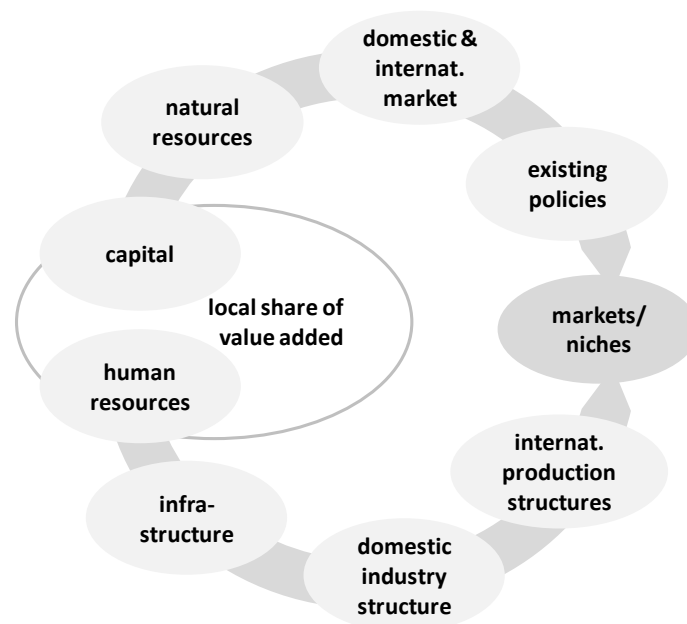 domestic &
internat.
market
natural
resources
existing
policies
capital
local share of
value added
markets/
niches
human
resources
internat.
production
structures
infra-
structure
domestic
industry
structure